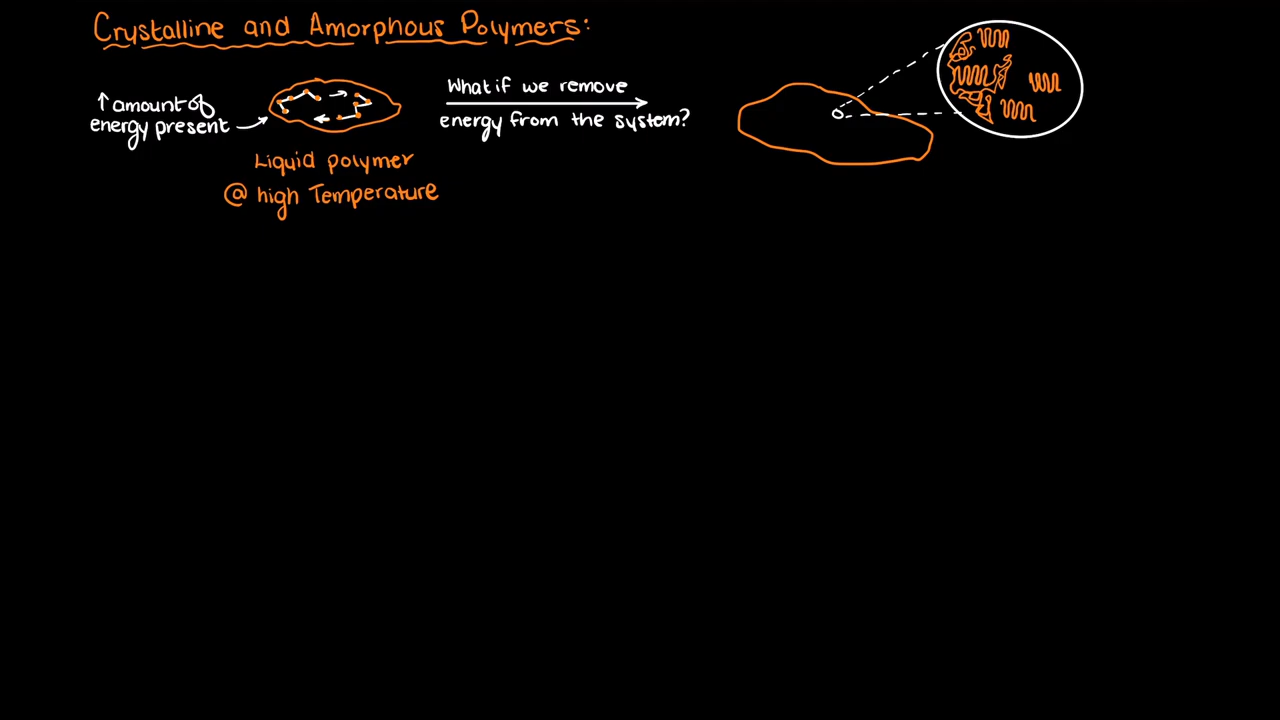 Crystalline and Amorphous Polymers:
↑ amount of
energy present
Liquid polymer
@ high Temperature
What if we remove
energy from the system?